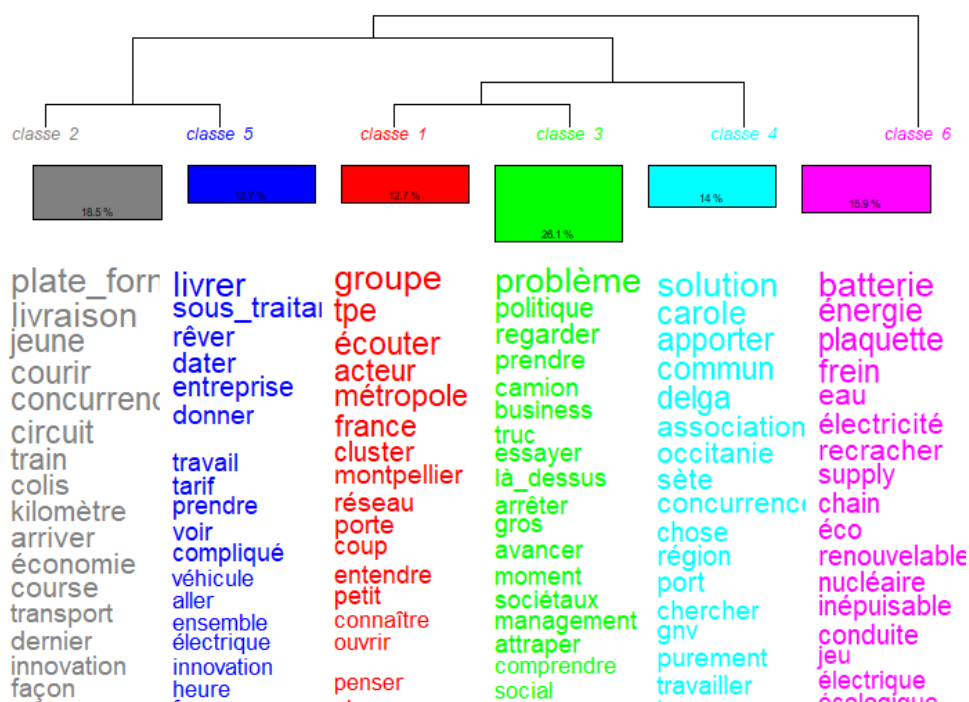 classe 2
classe 5
classe 1
classe 3
classe 4
classe 6
18.5 %
12.7 %
12.7 %
26.1 %
14 %
15.9 %
plate_forn
livraison
jeune
courir
concurrenc
circuit
train
colis
kilomètre
arriver
économie
course
transport
dernier
innovation
façon
livrer
sous_traitar
rêver
dater
entreprise
donner
travail
tarif
prendre
voir
compliqué
véhicule
aller
ensemble
électrique
innovation
heure
groupe
tpe
écouter
acteur
métropole
france
cluster
montpellier
réseau
porte
coup
entendre
petit
connaître
ouvrir
penser
problème
politique
regarder
prendre
camion
business
truc
essayer
là_dessus
arrêter
gros
avancer
moment
sociétaux
management
attraper
comprendre
social
solution
carole
apporter
commun
delga
association
occitanie
sète
concurrence
chose
région
port
chercher
gnv
purement
travailler
batterie
énergie
plaquette
frein
eau
électricité
recracher
supply
chain
éco
renouvelable
nucléaire
inépuisable
conduite
jeu
électrique
écologique